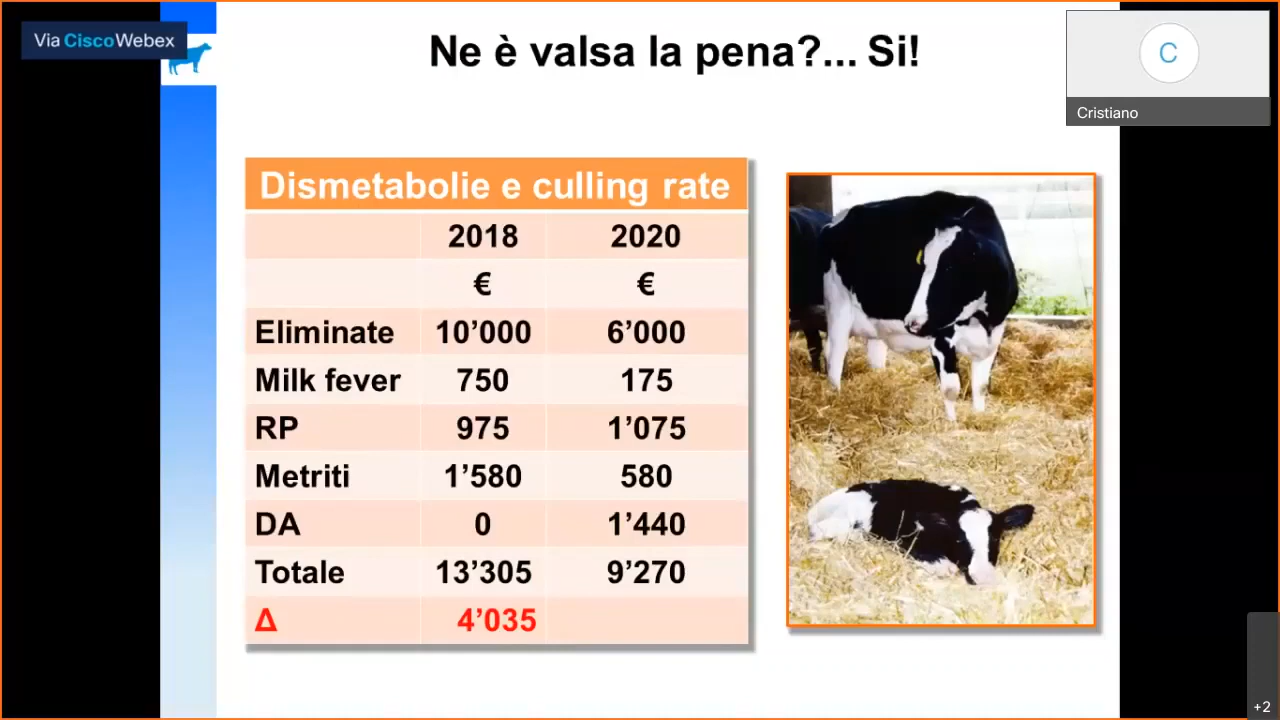 Via Cisco Webex
Ne è valsa la pena?... Si!
C
Cristiano
Dismetabolie e culling rate
2018 2020
€ €
Eliminate 10’000 6’000
Milk fever 750 175
RP 975 1’075
Metriti 1’580 580
DA 0 1’440
Totale 13’305 9’270
Δ 4’035
+2